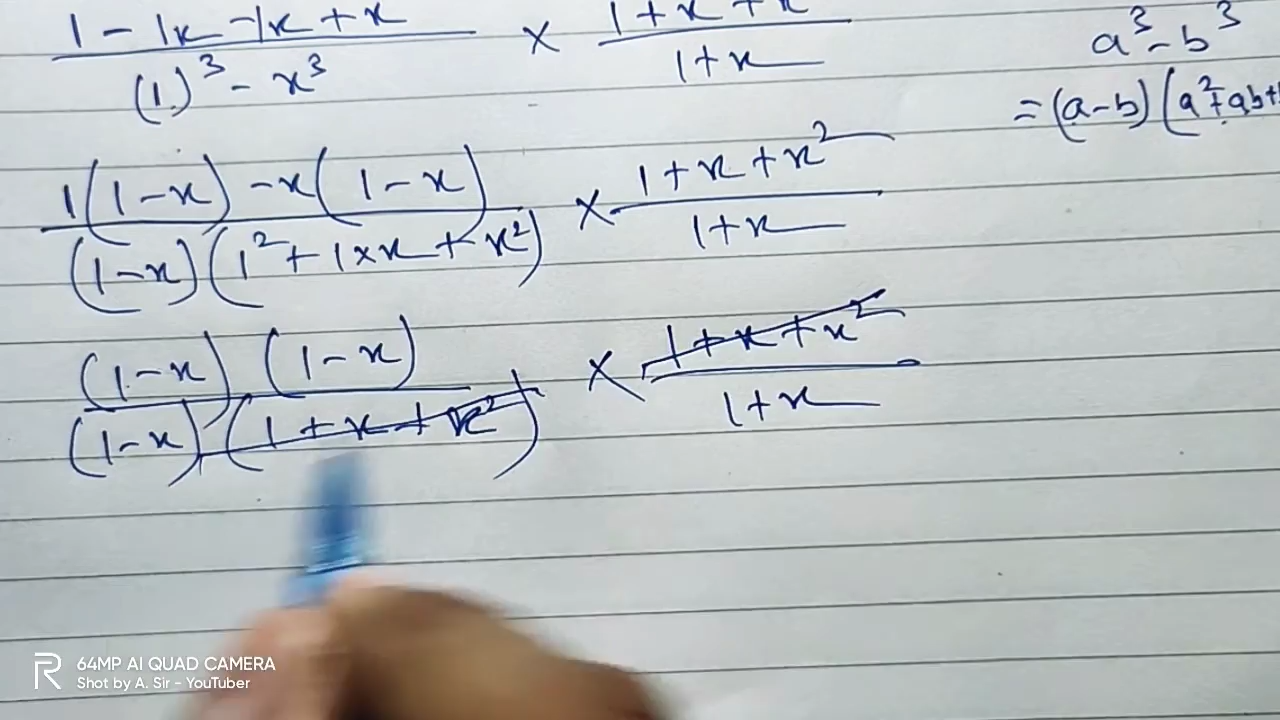 1 - 1x - 1x + x × 1 + x + x
(1)³ - x³ 1 + x
a³ - b³
= (a - b) (a² + ab +
1(1 - x) - x(1 - x) × 1 + x + x²
(1 - x)(1² + 1×x + x²) 1 + x
(1 - x) (1 - x) × 1 + x + x²
(1 - x) (1 + x + x²) 1 + x
R 64MP AI QUAD CAMERA
Shot by A. Sir - YouTuber